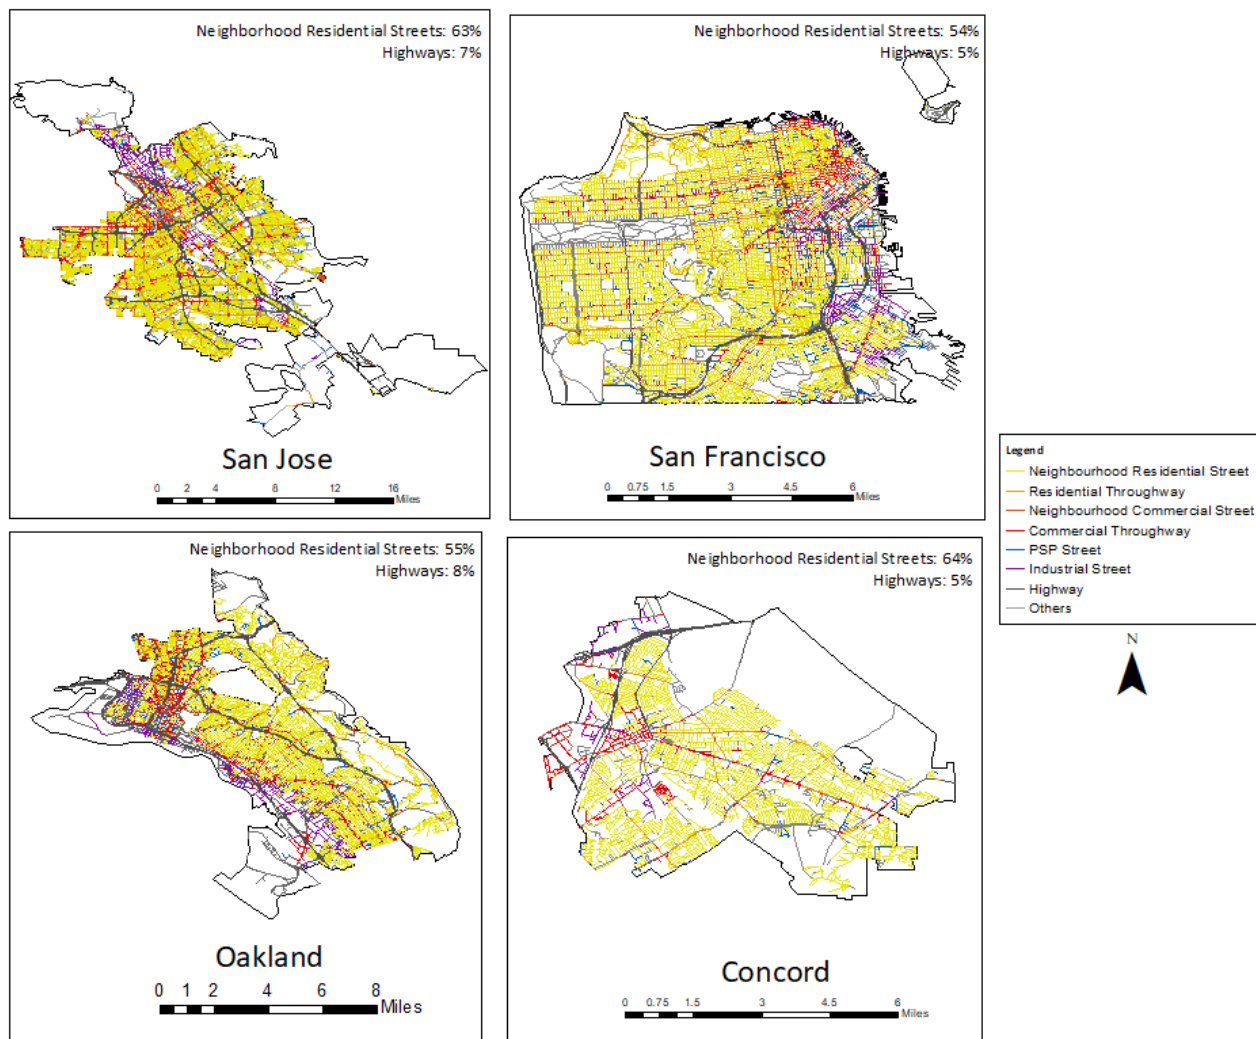 Neighborhood Residential Streets: 63%
Highways: 7%
San Jose
0 2 4 8 12 16
Miles
Neighborhood Residential Streets: 54%
Highways: 5%
San Francisco
0 0.75 1.5 3 4.5 6
Miles
Legend
Neighbourhood Residential Street
Residential Throughway
Neighbourhood Commercial Street
Commercial Throughway
PSP Street
Industrial Street
Highway
Others
N
Neighborhood Residential Streets: 55%
Highways: 8%
Oakland
0 1 2 4 6 8
Miles
Neighborhood Residential Streets: 64%
Highways: 5%
Concord
0 0.75 1.5 3 4.5 6
Miles